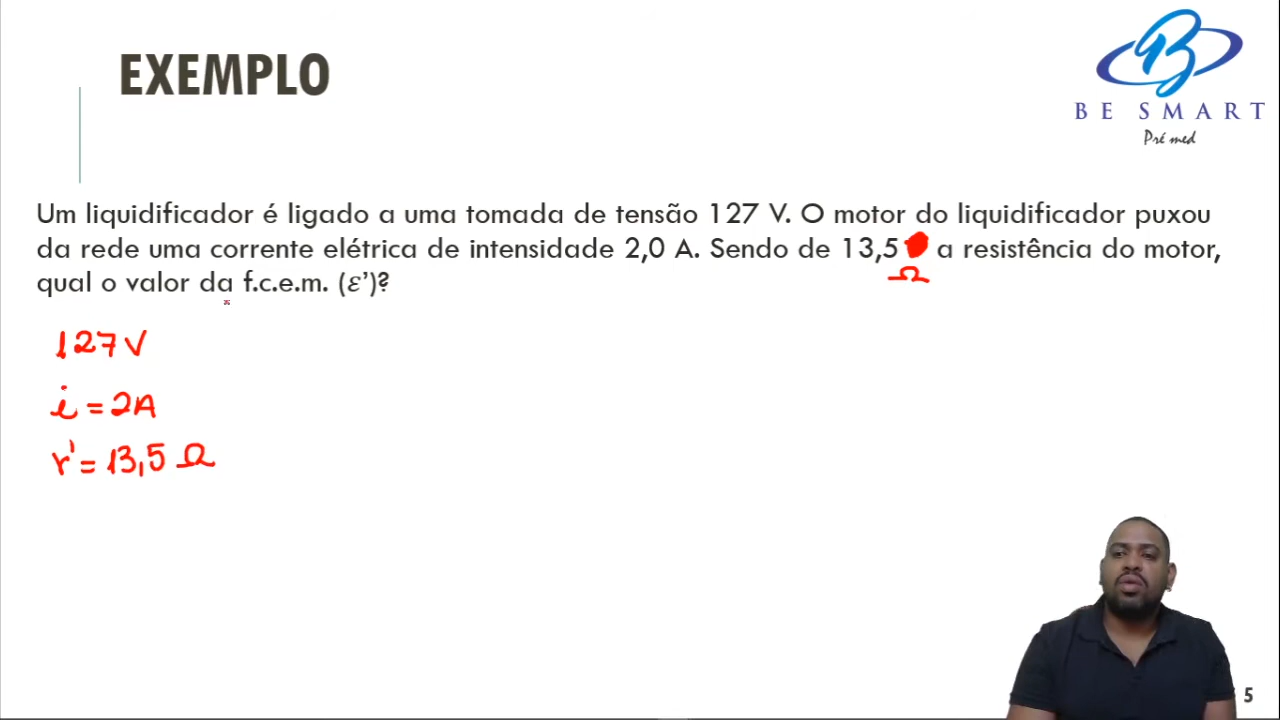 EXEMPLO
BE SMART
Pré med
Um liquidificador é ligado a uma tomada de tensão 127 V. O motor do liquidificador puxou
da rede uma corrente elétrica de intensidade 2,0 A. Sendo de 13,5 a resistência do motor,
Ω
qual o valor da f.c.e.m. (ε’)?
127 V
i = 2A
r' = 13,5 Ω
5